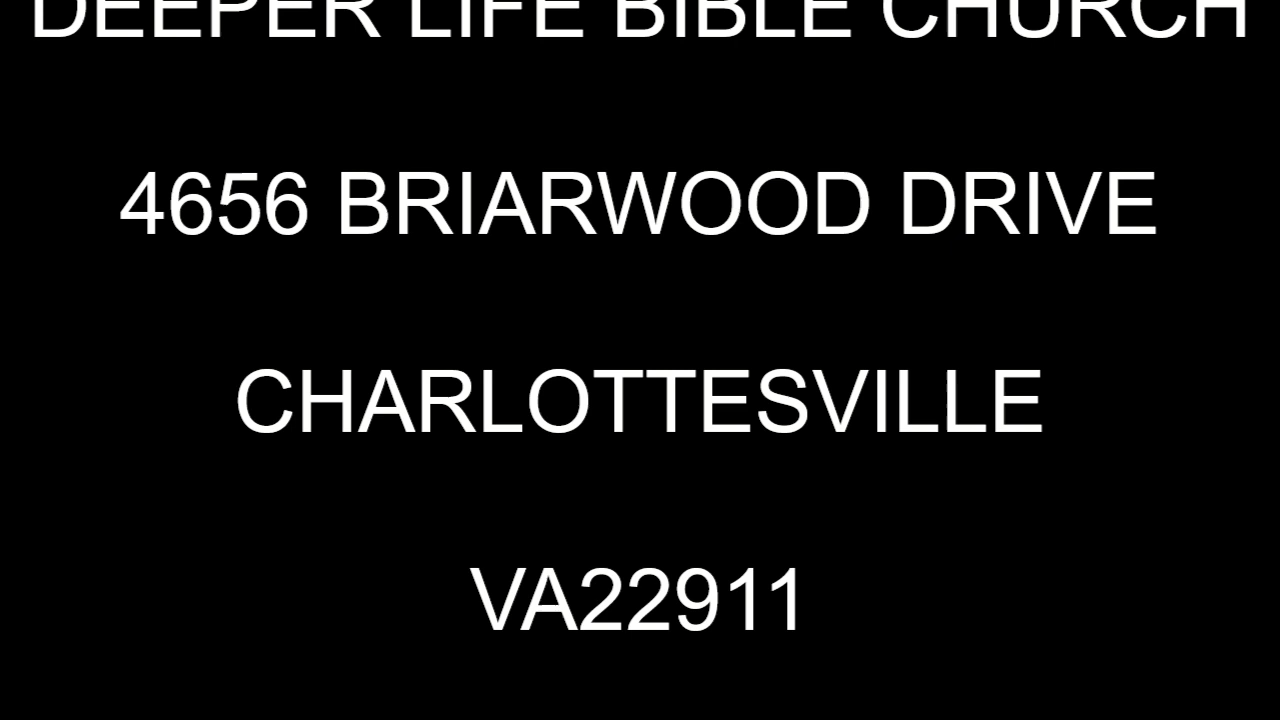 DEEPER LIFE BIBLE CHURCH
4656 BRIARWOOD DRIVE
CHARLOTTESVILLE
VA22911